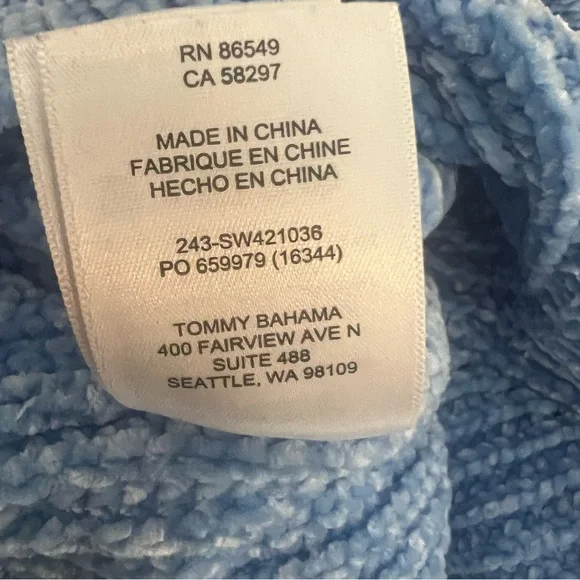 RN 86549
CA 58297
MADE IN CHINA
FABRIQUE EN CHINE
HECHO EN CHINA
243-SW421036
PO 659979 (16344)
TOMMY BAHAMA
400 FAIRVIEW AVE N
SUITE 488
SEATTLE, WA 98109